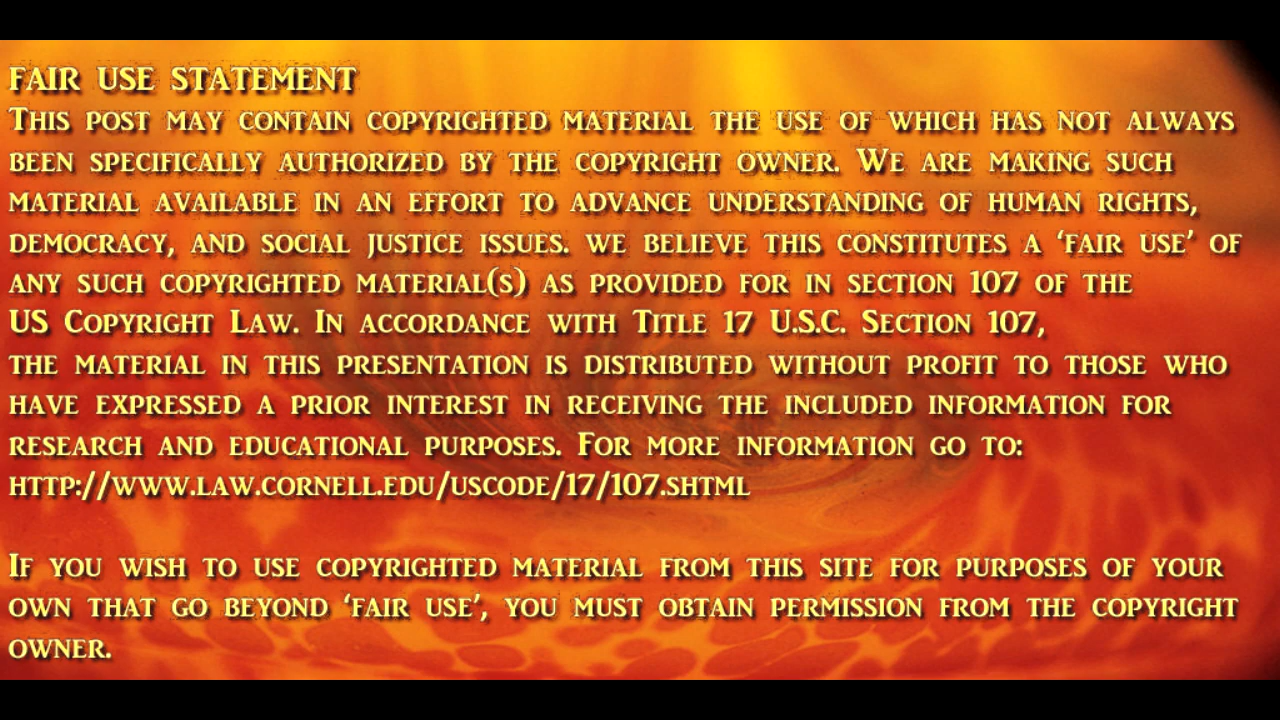 FAIR USE STATEMENT
This post may contain copyrighted material the use of which has not always
been specifically authorized by the copyright owner. We are making such
material available in an effort to advance understanding of human rights,
democracy, and social justice issues. we believe this constitutes a ‘fair use’ of
any such copyrighted material(s) as provided for in section 107 of the
US Copyright Law. In accordance with Title 17 U.S.C. Section 107,
the material in this presentation is distributed without profit to those who
have expressed a prior interest in receiving the included information for
research and educational purposes. For more information go to:
http://www.law.cornell.edu/uscode/17/107.shtml
If you wish to use copyrighted material from this site for purposes of your
own that go beyond ‘fair use’, you must obtain permission from the copyright
owner.